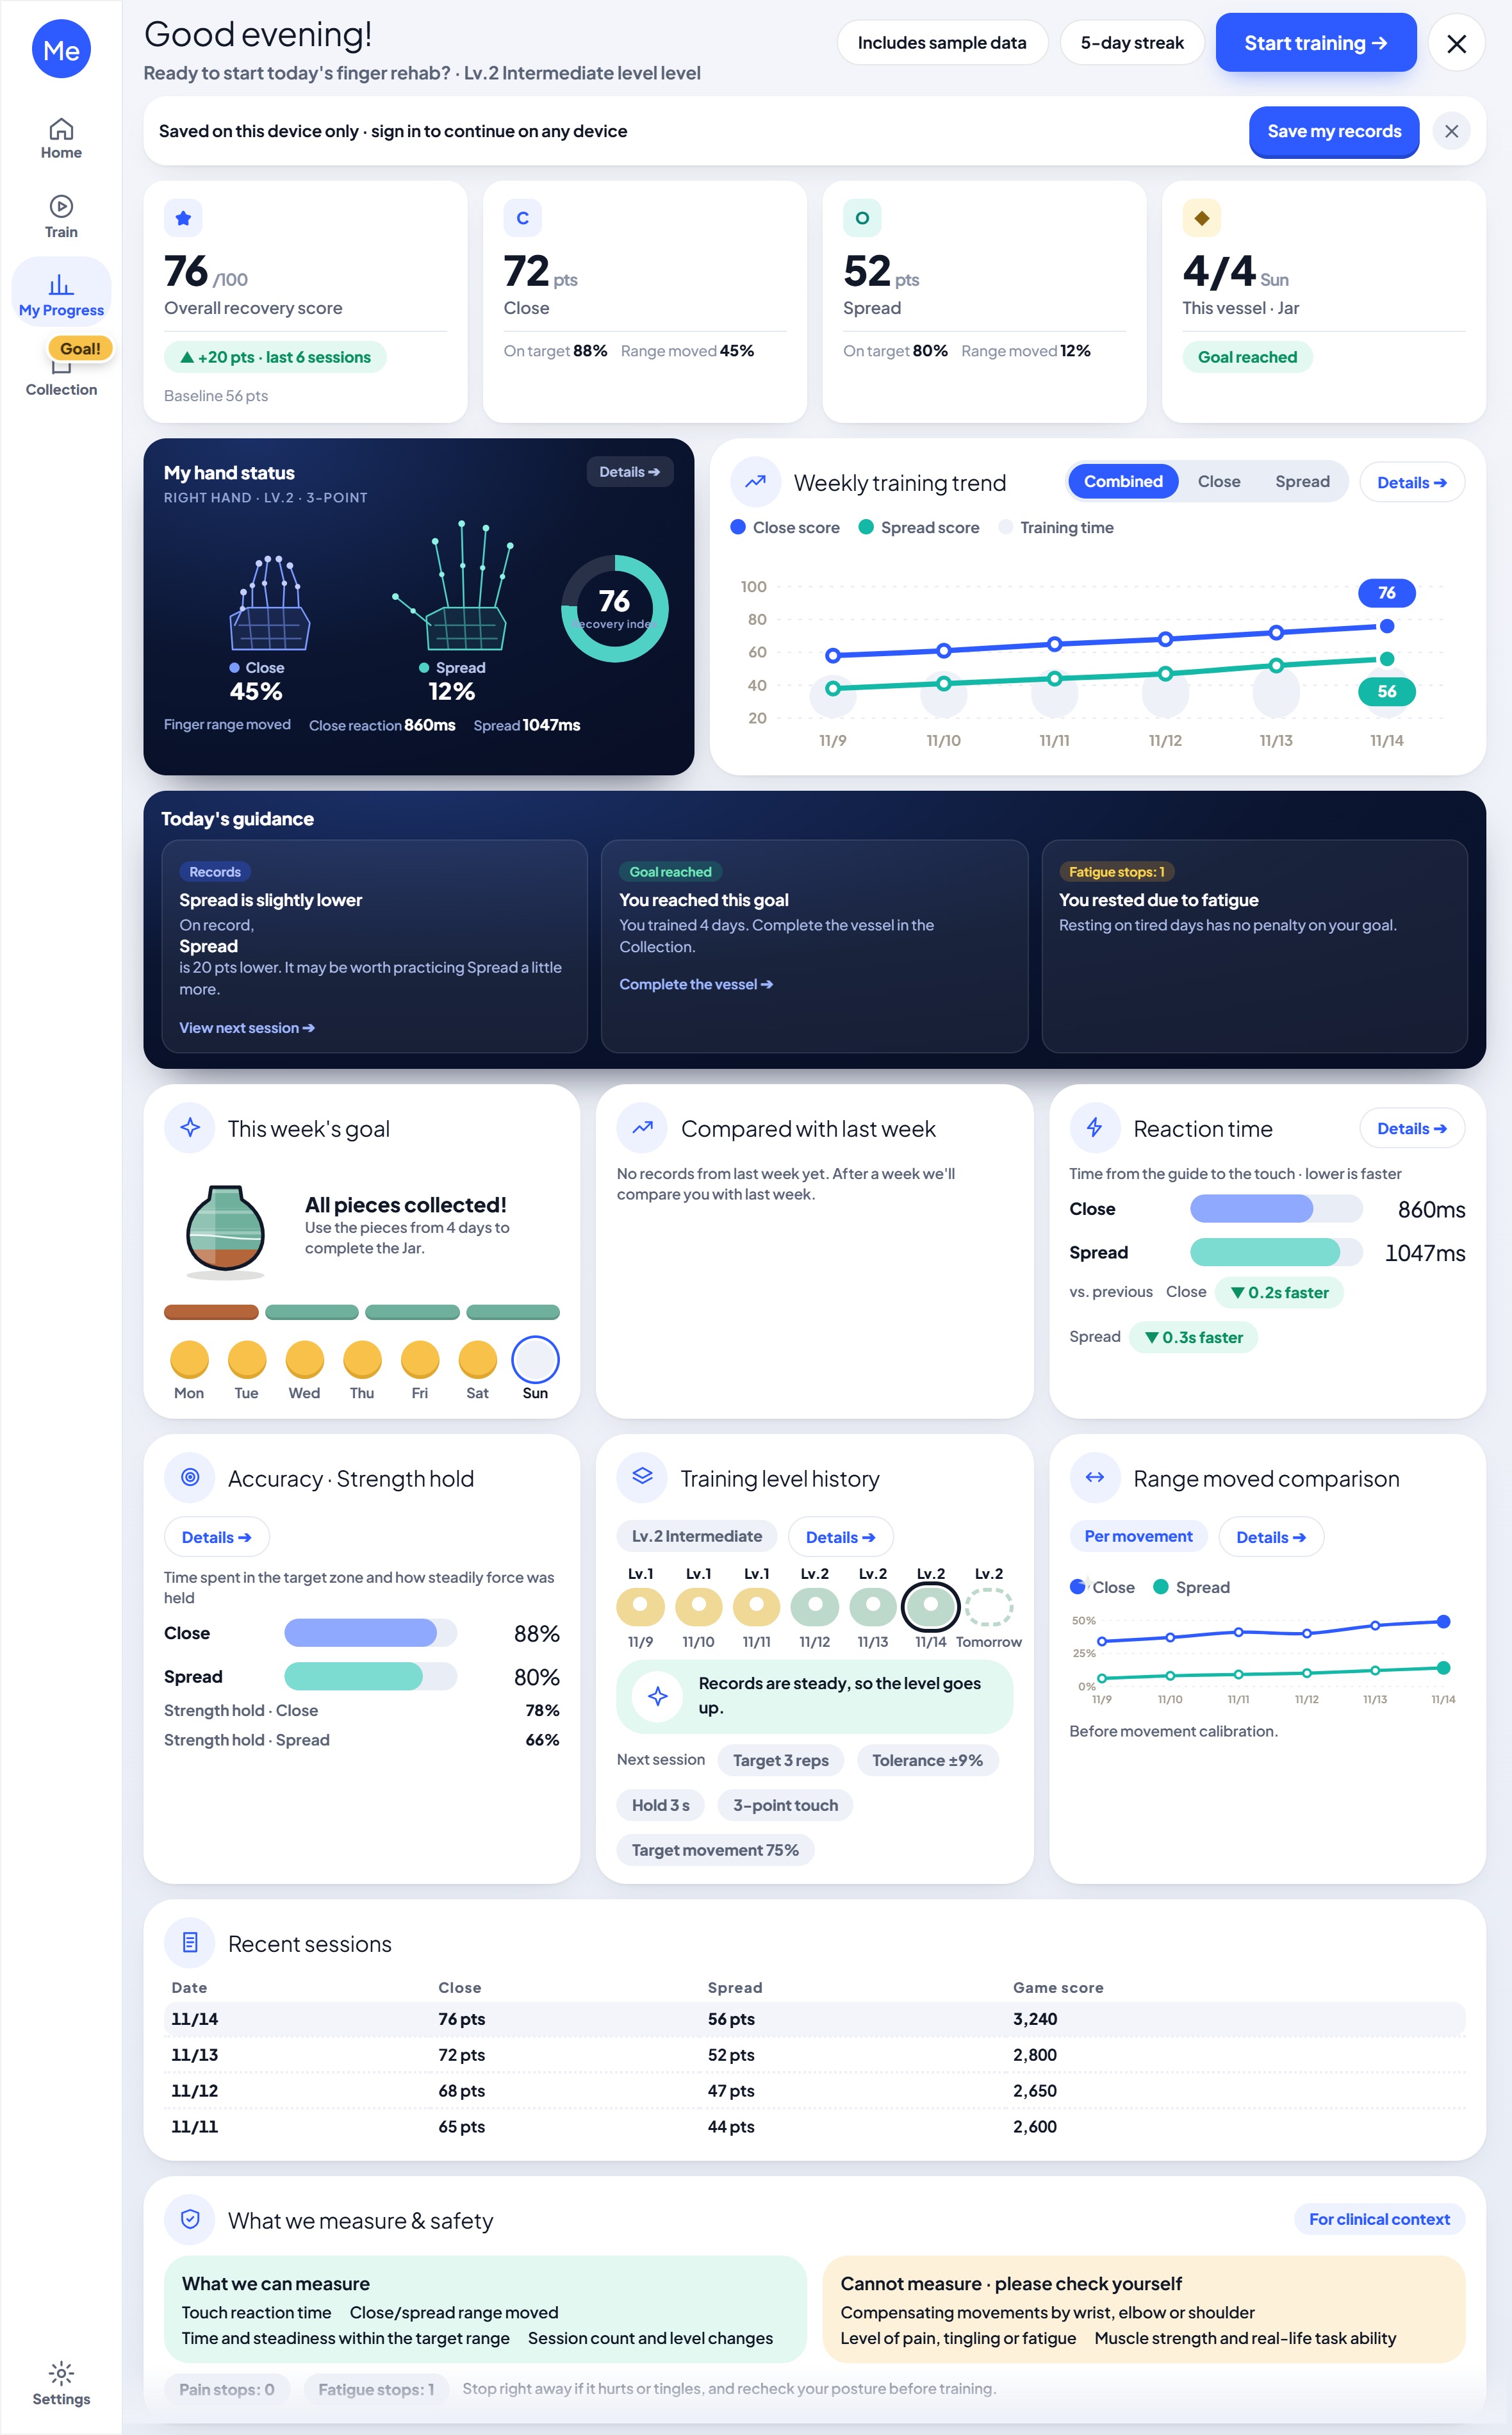 Me
Home
Train
My Progress
Goal!
Collection
Settings
Good evening!
Ready to start today's finger rehab? · Lv.2 Intermediate level level
Includes sample data
5-day streak
Start training →
Saved on this device only · sign in to continue on any device
Save my records
76 /100
Overall recovery score
▲ +20 pts · last 6 sessions
Baseline 56 pts
C
72 pts
Close
On target 88% Range moved 45%
O
52 pts
Spread
On target 80% Range moved 12%
4/4 Sun
This vessel · Jar
Goal reached
My hand status
Details →
RIGHT HAND · LV.2 · 3-POINT
76
ecovery inde
Close
45%
Spread
12%
Finger range moved Close reaction 860ms Spread 1047ms
Weekly training trend
Combined Close Spread
Details →
Close score Spread score Training time
100
80
60
40
20
76
56
11/9 11/10 11/11 11/12 11/13 11/14
Today's guidance
Records
Spread is slightly lower
On record,
Spread
is 20 pts lower. It may be worth practicing Spread a little
more.
View next session →
Goal reached
You reached this goal
You trained 4 days. Complete the vessel in the
Collection.
Complete the vessel →
Fatigue stops: 1
You rested due to fatigue
Resting on tired days has no penalty on your goal.
This week's goal
All pieces collected!
Use the pieces from 4 days to
complete the Jar.
Mon Tue Wed Thu Fri Sat Sun
Compared with last week
No records from last week yet. After a week we'll
compare you with last week.
Reaction time
Details →
Time from the guide to the touch · lower is faster
Close 860ms
Spread 1047ms
vs. previous Close ▼ 0.2s faster
Spread ▼ 0.3s faster
Accuracy · Strength hold
Details →
Time spent in the target zone and how steadily force was
held
Close 88%
Spread 80%
Strength hold · Close 78%
Strength hold · Spread 66%
Training level history
Lv.2 Intermediate
Details →
Lv.1 Lv.1 Lv.1 Lv.2 Lv.2 Lv.2 Lv.2
11/9 11/10 11/11 11/12 11/13 11/14 Tomorrow
Records are steady, so the level goes
up.
Next session Target 3 reps Tolerance ±9%
Hold 3 s 3-point touch
Target movement 75%
Range moved comparison
Per movement
Details →
Close Spread
50%
25%
0%
11/9 11/10 11/11 11/12 11/13 11/14
Before movement calibration.
Recent sessions
Date Close Spread Game score
11/14 76 pts 56 pts 3,240
11/13 72 pts 52 pts 2,800
11/12 68 pts 47 pts 2,650
11/11 65 pts 44 pts 2,600
What we measure & safety
For clinical context
What we can measure
Touch reaction time Close/spread range moved
Time and steadiness within the target range Session count and level changes
Cannot measure · please check yourself
Compensating movements by wrist, elbow or shoulder
Level of pain, tingling or fatigue Muscle strength and real-life task ability
Pain stops: 0 Fatigue stops: 1 Stop right away if it hurts or tingles, and recheck your posture before training.